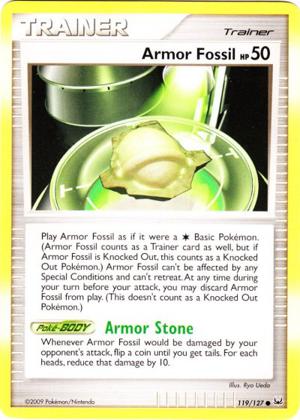 TRAINER Trainer
Armor Fossil HP 50
Play Armor Fossil as if it were a Basic Pokémon.
(Armor Fossil counts as a Trainer card as well, but if
Armor Fossil is Knocked Out, this counts as a Knocked
Out Pokémon.) Armor Fossil can't be affected by any
Special Conditions and can't retreat. At any time during
your turn before your attack, you may discard Armor
Fossil from play. (This doesn't count as a Knocked Out
Pokémon.)
Poké-BODY Armor Stone
Whenever Armor Fossil would be damaged by your
opponent's attack, flip a coin until you get tails. For each
heads, reduce that damage by 10.
Illus. Ryo Ueda
©2009 Pokémon/Nintendo 119/127